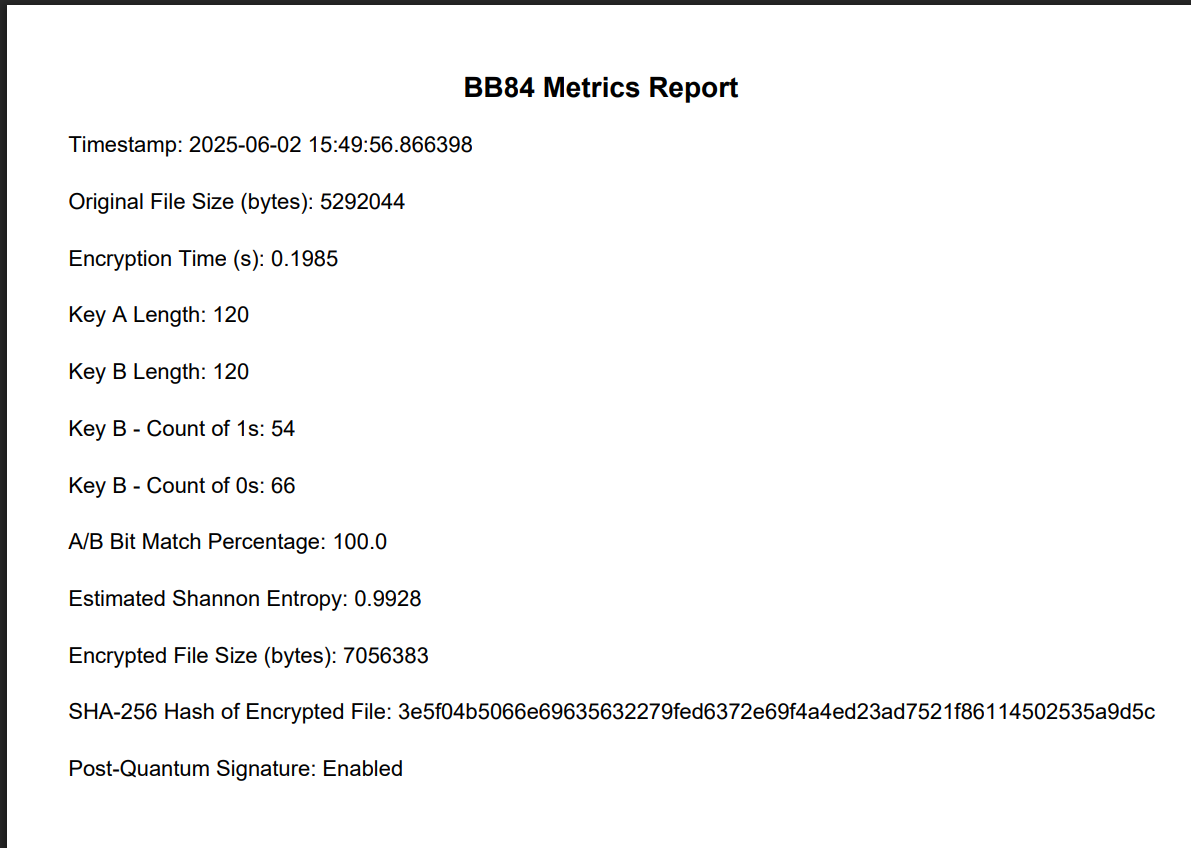 BB84 Metrics Report
Timestamp: 2025-06-02 15:49:56.866398
Original File Size (bytes): 5292044
Encryption Time (s): 0.1985
Key A Length: 120
Key B Length: 120
Key B - Count of 1s: 54
Key B - Count of 0s: 66
A/B Bit Match Percentage: 100.0
Estimated Shannon Entropy: 0.9928
Encrypted File Size (bytes): 7056383
SHA-256 Hash of Encrypted File: 3e5f04b5066e69635632279fed6372e69f4a4ed23ad7521f86114502535a9d5c
Post-Quantum Signature: Enabled